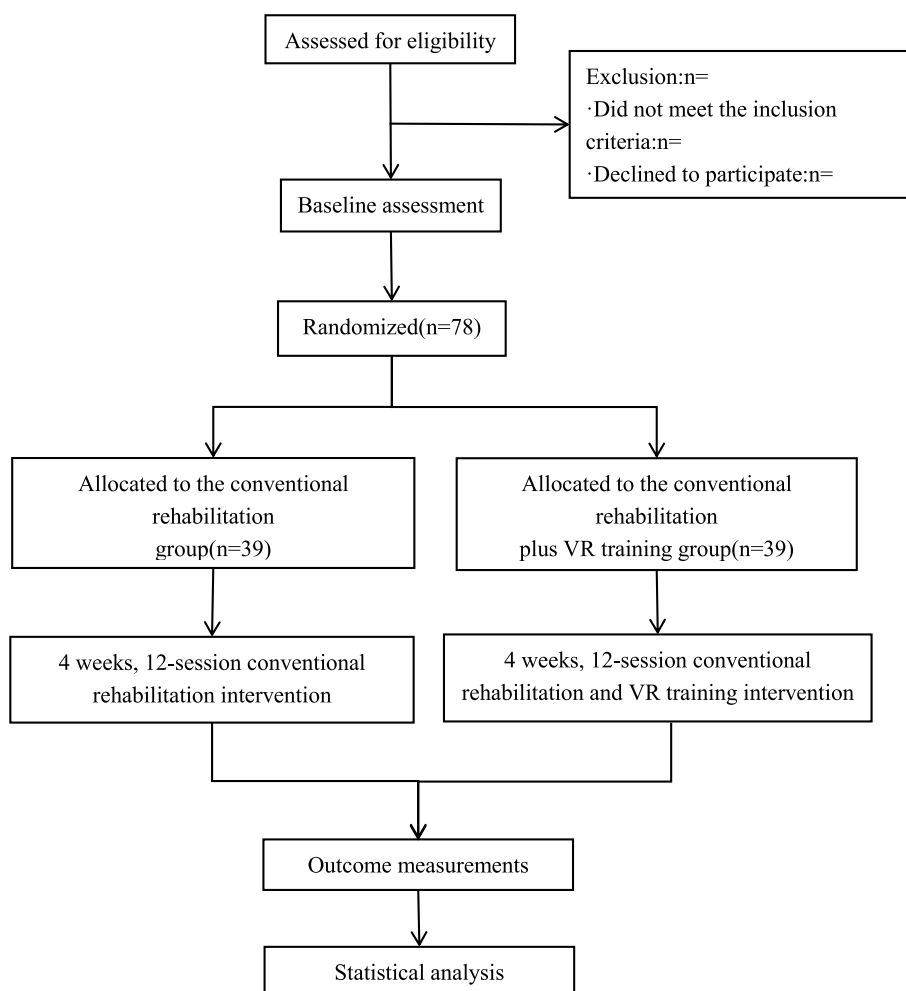 Assessed for eligibility
Exclusion:n=
·Did not meet the inclusion
criteria:n=
·Declined to participate:n=
Baseline assessment
Randomized(n=78)
Allocated to the conventional
rehabilitation
group(n=39)
Allocated to the conventional
rehabilitation
plus VR training group(n=39)
4 weeks, 12-session conventional
rehabilitation intervention
4 weeks, 12-session conventional
rehabilitation and VR training intervention
Outcome measurements
Statistical analysis